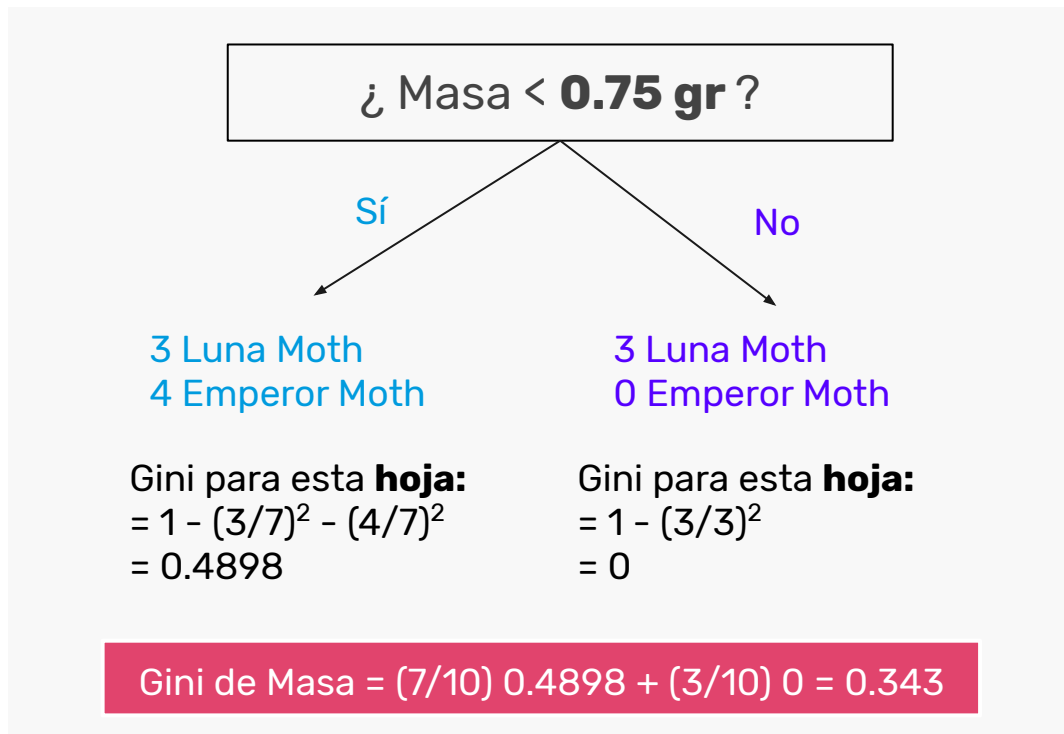 ¿ Masa < 0.75 gr ?
Sí
No
3 Luna Moth
4 Emperor Moth
3 Luna Moth
0 Emperor Moth
Gini para esta hoja:
= 1 - (3/7)² - (4/7)²
= 0.4898
Gini para esta hoja:
= 1 - (3/3)²
= 0
Gini de Masa = (7/10) 0.4898 + (3/10) 0 = 0.343